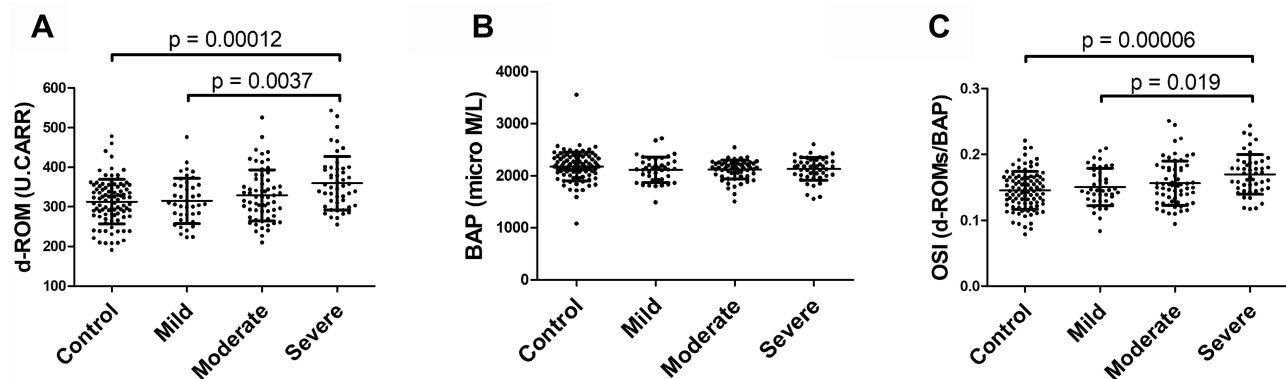 A
p = 0.00012
p = 0.0037
d-ROM (U.CARR)
600
500
400
300
200
100
Control
Mild
Moderate
Severe
B
BAP (micro M/L)
4000
3000
2000
1000
0
Control
Mild
Moderate
Severe
C
p = 0.00006
p = 0.019
OSI (d-ROMs/BAP)
0.3
0.2
0.1
0.0
Control
Mild
Moderate
Severe